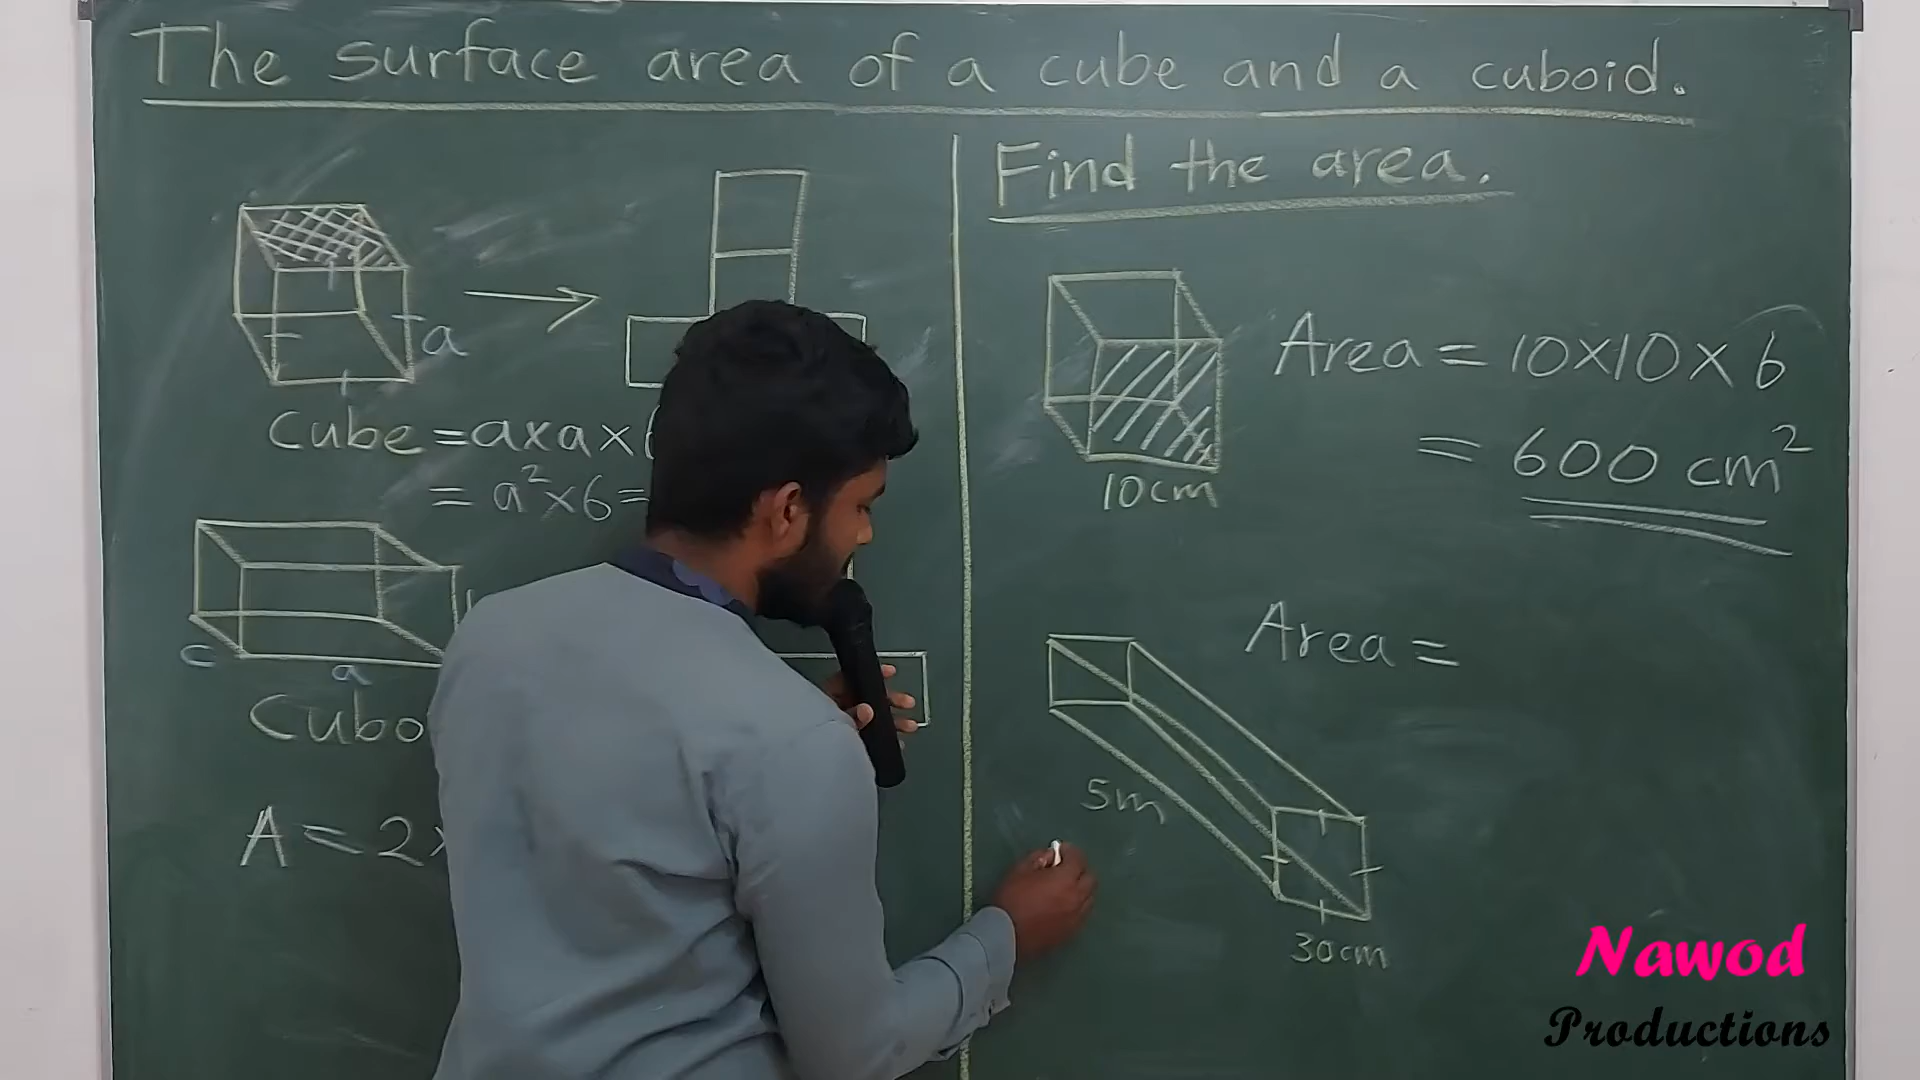 The surface area of a cube and a cuboid.
a
Cube = a x a x
= a² x 6 =
c
a
A = 2
Find the area.
Area = 10 x 10 x 6
= 600 cm²
10cm
Area =
5m
30cm
Nawod
Productions